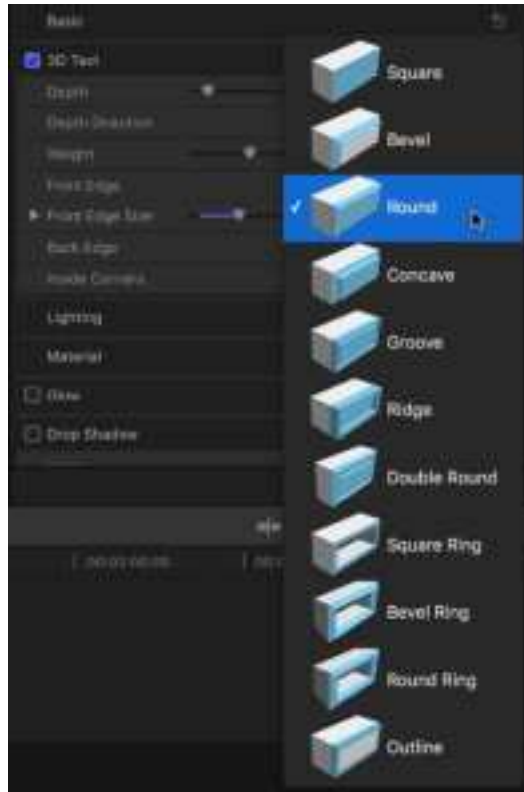 Basic
3D Text
Depth
Depth Direction
Weight
Front Edge
Front Edge Size
Back Edge
Inside Corners
Lighting
Material
Glow
Drop Shadow
Square
Bevel
Round
Concave
Groove
Ridge
Double Round
Square Ring
Bevel Ring
Round Ring
Outline